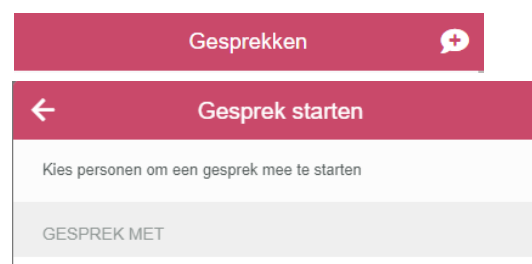 Gesprekken
Gesprek starten
Kies personen om een gesprek mee te starten
GESPREK MET